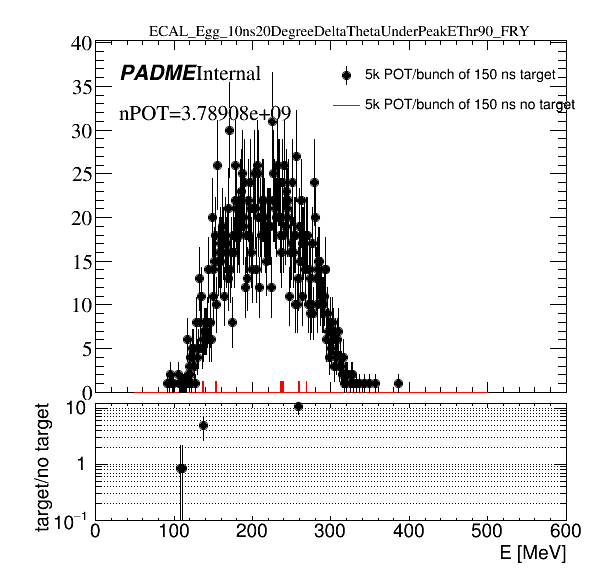 ECAL_Egg_10ns20DegreeDeltaThetaUnderPeakEThr90_FRY
PADME Internal
nPOT=3.78908e+09
5k POT/bunch of 150 ns target
5k POT/bunch of 150 ns no target
40
35
30
25
20
15
10
5
0
target/no target
10
1
10⁻¹
0 100 200 300 400 500 600
E [MeV]